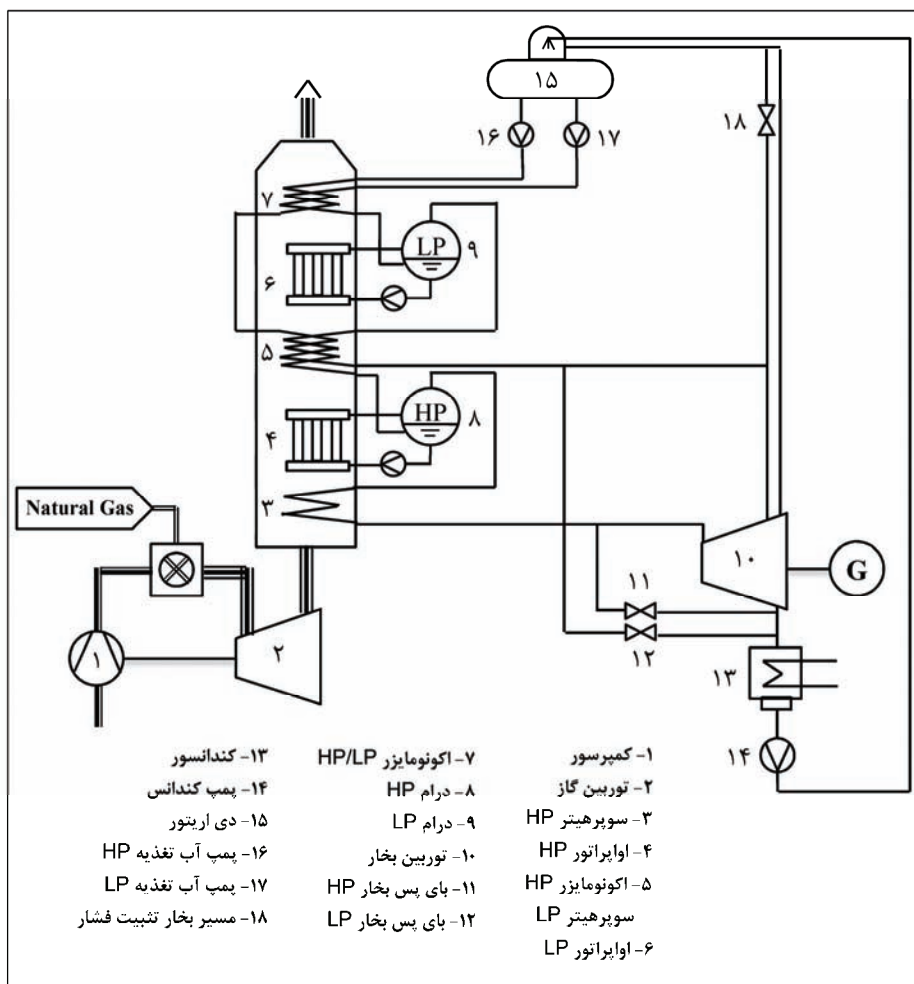 ۱۵
۱۶
۱۷
۱۸
۷
LP
۹
۶
۵
HP
۸
۴
۳
Natural Gas
۱۰
G
۱۱
۱
۲
۱۲
۱۳
۱۴
۱- کمپرسور
۲- توربین گاز
۳- سوپرهیتر HP
۴- اواپراتور HP
۵- اکونومایزر HP
سوپرهیتر LP
۶- اواپراتور LP
۷- اکونومایزر HP/LP
۸- درام HP
۹- درام LP
۱۰- توربین بخار
۱۱- بای پس بخار HP
۱۲- بای پس بخار LP
۱۳- کندانسور
۱۴- پمپ کندانس
۱۵- دی اریتور
۱۶- پمپ آب تغذیه HP
۱۷- پمپ آب تغذیه LP
۱۸- مسیر بخار تثبیت فشار